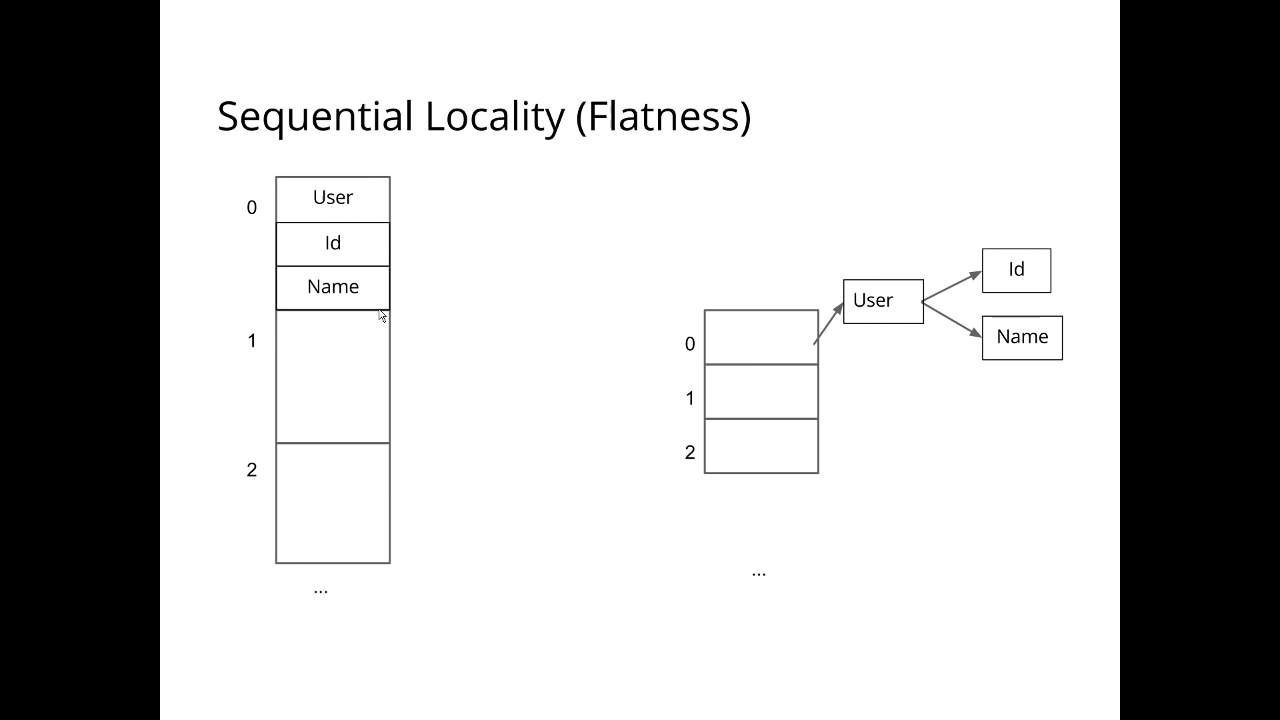 Sequential Locality (Flatness)
0
User
Id
Name
1
2
...
0
1
2
User
Id
Name
...